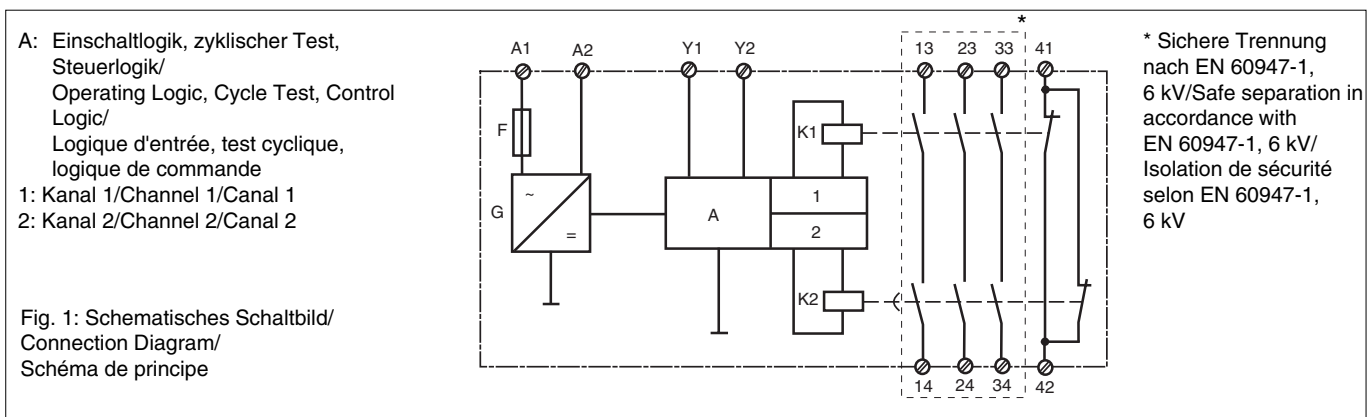 A: Einschaltlogik, zyklischer Test,
Steuerlogik/
Operating Logic, Cycle Test, Control
Logic/
Logique d'entrée, test cyclique,
logique de commande
1: Kanal 1/Channel 1/Canal 1
2: Kanal 2/Channel 2/Canal 2
Fig. 1: Schematisches Schaltbild/
Connection Diagram/
Schéma de principe
*
A1 A2 Y1 Y2 13 23 33 41
F
K1
~
G
=
A
1
2
K2
14 24 34 42
* Sichere Trennung
nach EN 60947-1,
6 kV/Safe separation in
accordance with
EN 60947-1, 6 kV/
Isolation de sécurité
selon EN 60947-1,
6 kV